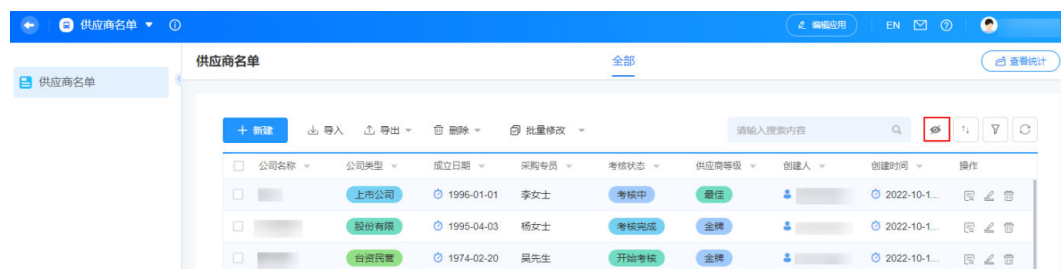 供应商名单 编辑应用 EN
供应商名单 供应商名单 全部 查看统计
新建 导入 导出 删除 批量修改 请输入搜索内容
公司名称 公司类型 成立日期 采购专员 考核状态 供应商等级 创建人 创建时间 操作
上市公司 1996-01-01 李女士 考核中 最佳 2022-10-1...
股份有限 1995-04-03 杨女士 考核完成 金牌 2022-10-1...
台资民营 1974-02-20 吴先生 开始考核 金牌 2022-10-1...